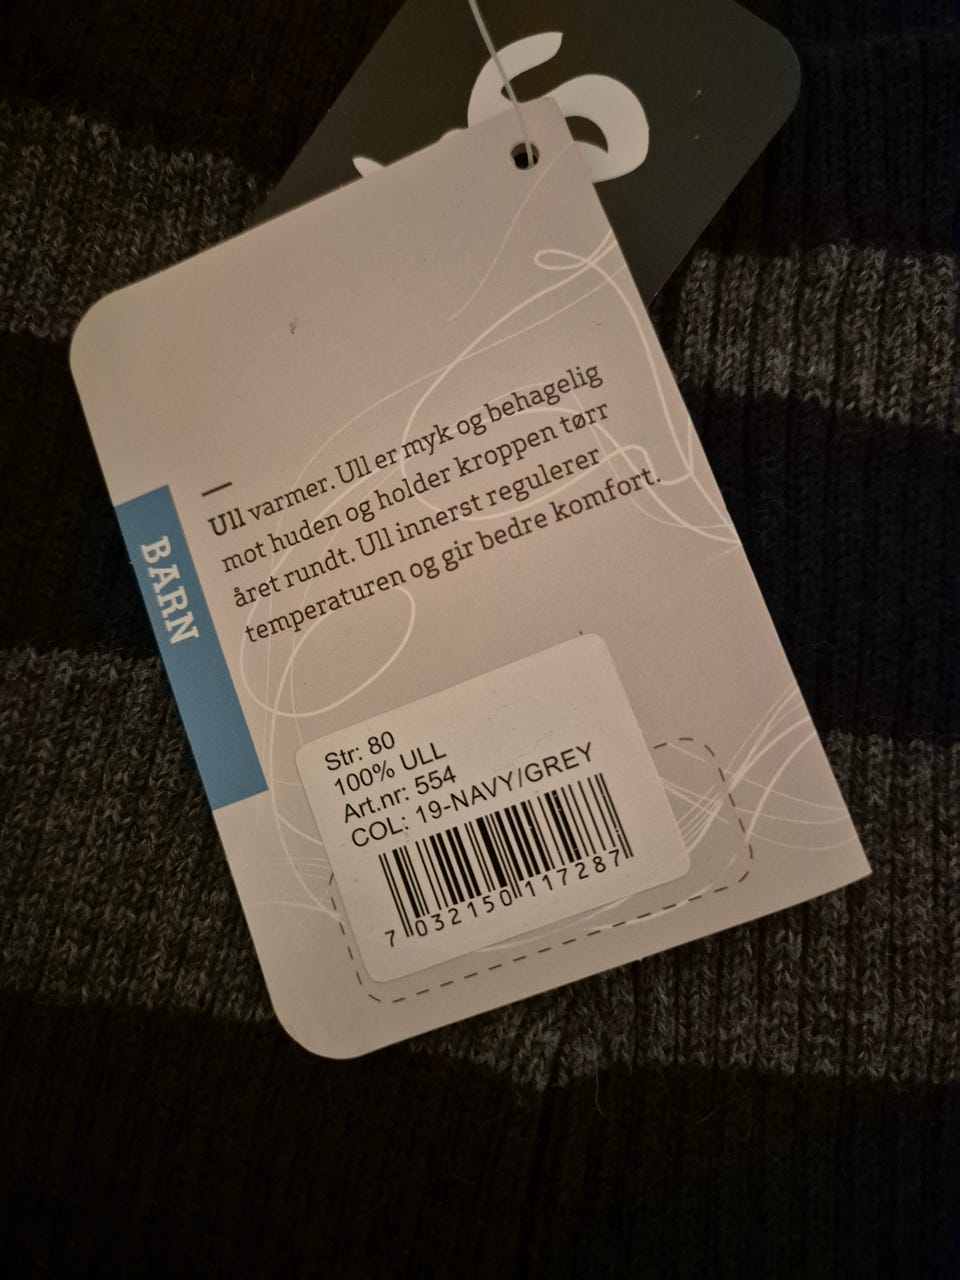 Ull varmer. Ull er myk og behagelig
mot huden og holder kroppen tørr
året rundt. Ull innerst regulerer
temperaturen og gir bedre komfort.
BARN
Str: 80
100% ULL
Art.nr: 554
COL: 19-NAVY/GREY
7 032150 117287